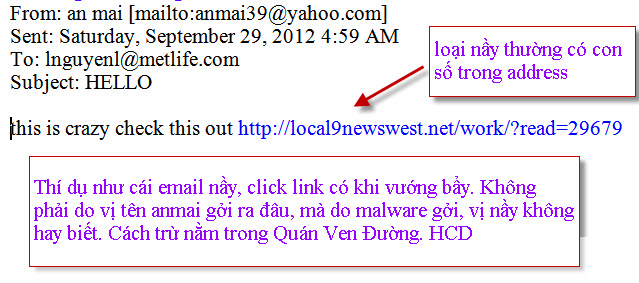 From: an mai [mailto:anmai39@yahoo.com]
Sent: Saturday, September 29, 2012 4:59 AM
To: lnguyenl@metlife.com
Subject: HELLO
loại nầy thường có con
số trong address
this is crazy check this out http://local9newswest.net/work/?read=29679
Thí dụ như cái email nầy, click link có khi vướng bẩy. Không
phải do vị tên anmai gởi ra đâu, mà do malware gởi, vị nầy không
hay biết. Cách trừ nằm trong Quán Ven Đường. HCD